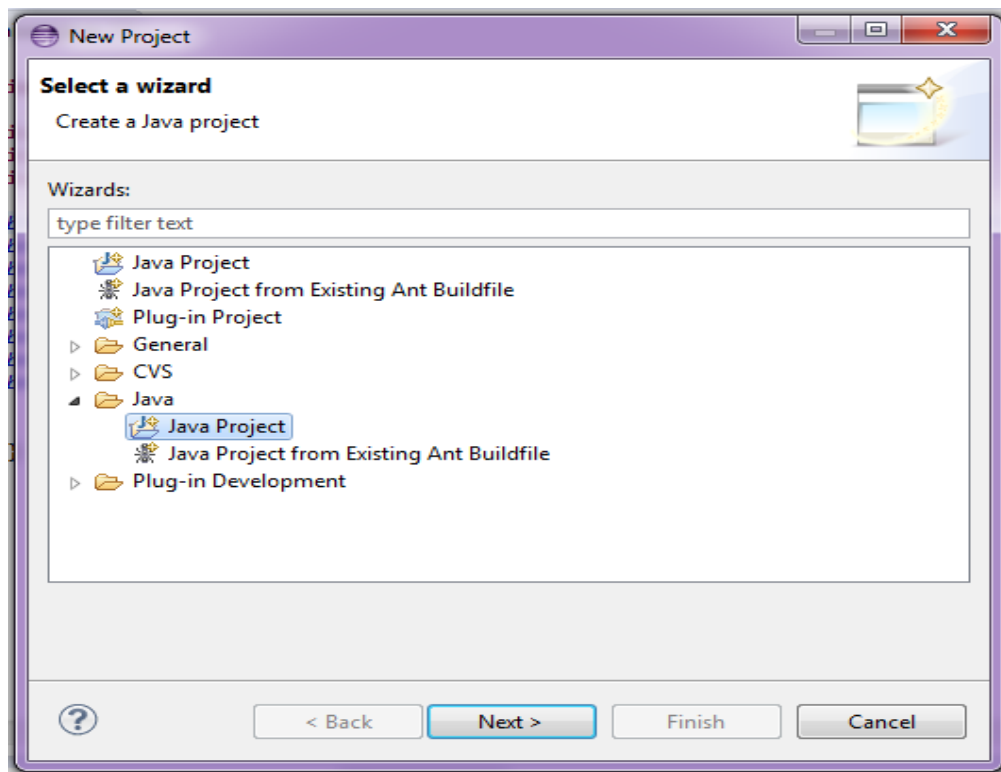 New Project
Select a wizard
Create a Java project
Wizards:
type filter text
Java Project
Java Project from Existing Ant Buildfile
Plug-in Project
General
CVS
Java
Java Project
Java Project from Existing Ant Buildfile
Plug-in Development
< Back Next > Finish Cancel